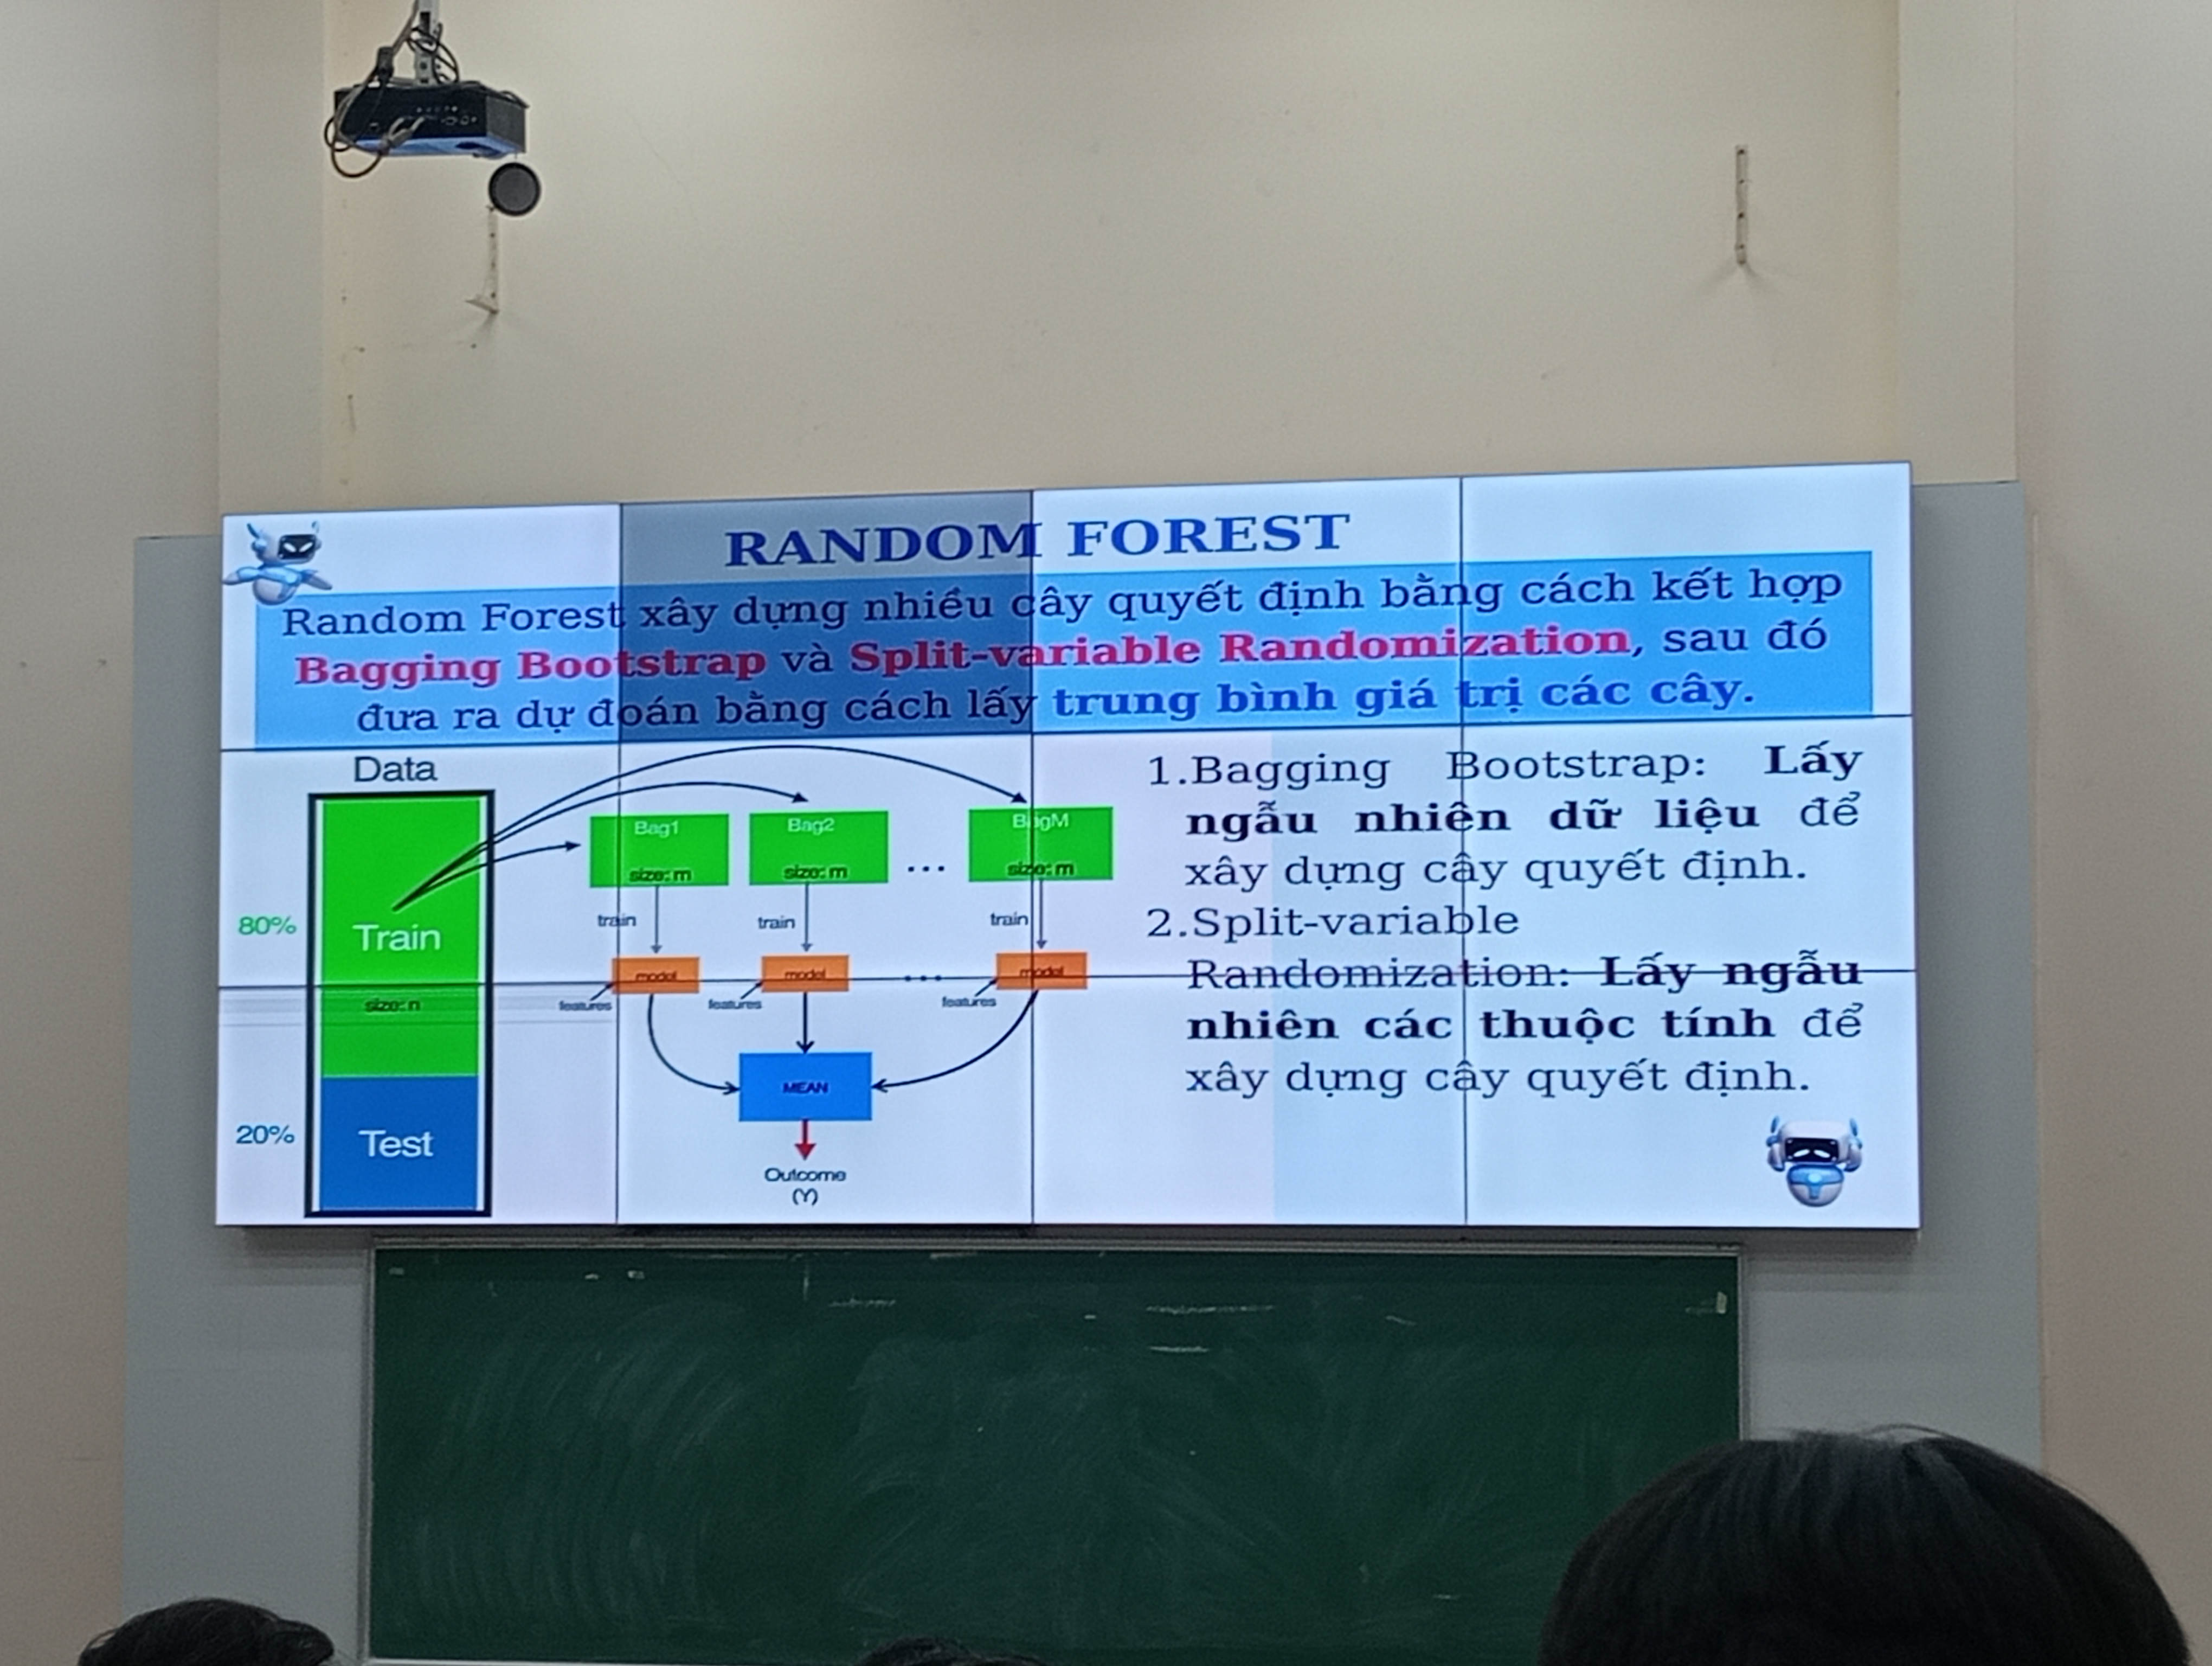 RANDOM FOREST
Random Forest xây dựng nhiều cây quyết định bằng cách kết hợp
Bagging Bootstrap và Split-variable Randomization, sau đó
đưa ra dự đoán bằng cách lấy trung bình giá trị các cây.
Data
80%
Train
size: n
20%
Test
Bag1
size: m
Bag2
size: m
...
BagM
size: m
train
train
train
model
model
...
model
features
features
features
MEAN
Outcome
(Y)
1.Bagging Bootstrap: Lấy
ngẫu nhiên dữ liệu để
xây dựng cây quyết định.
2.Split-variable
Randomization: Lấy ngẫu
nhiên các thuộc tính để
xây dựng cây quyết định.